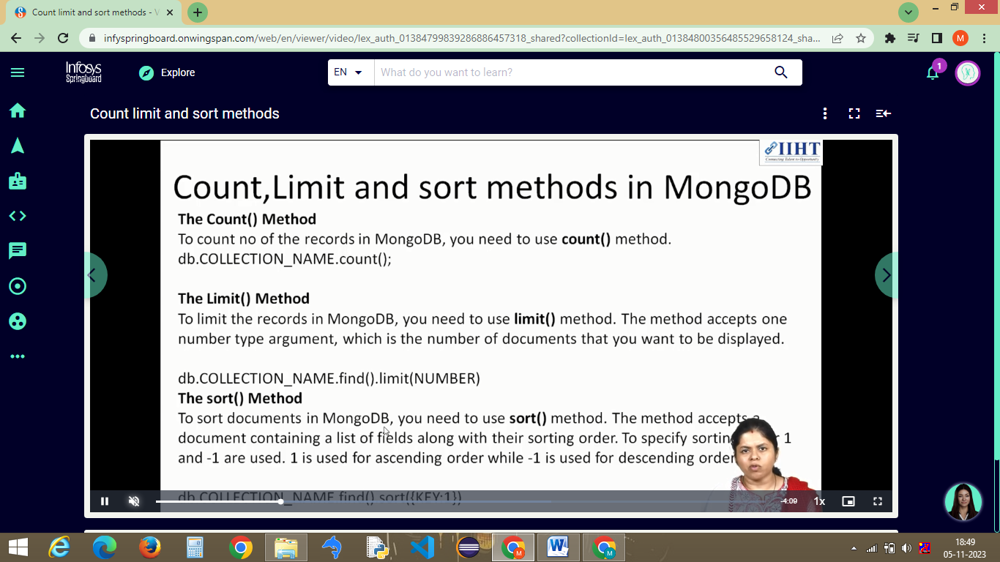 Count limit and sort methods - V
infyspringboard.onwingspan.com/web/en/viewer/video/lex_auth_01384799839286886457318_shared?collectionId=lex_auth_01384800356485529658124_sha...
M
Infosys
Springboard
Explore
EN
What do you want to learn?
1
Count limit and sort methods
IIHT
Connecting Talent to Opportunity
Count,Limit and sort methods in MongoDB
The Count() Method
To count no of the records in MongoDB, you need to use count() method.
db.COLLECTION_NAME.count();
The Limit() Method
To limit the records in MongoDB, you need to use limit() method. The method accepts one
number type argument, which is the number of documents that you want to be displayed.
db.COLLECTION_NAME.find().limit(NUMBER)
The sort() Method
To sort documents in MongoDB, you need to use sort() method. The method accepts a
document containing a list of fields along with their sorting order. To specify sorting 1
and -1 are used. 1 is used for ascending order while -1 is used for descending order
db.COLLECTION_NAME.find().sort({KEY:1})
-4:09
1x
18:49
05-11-2023